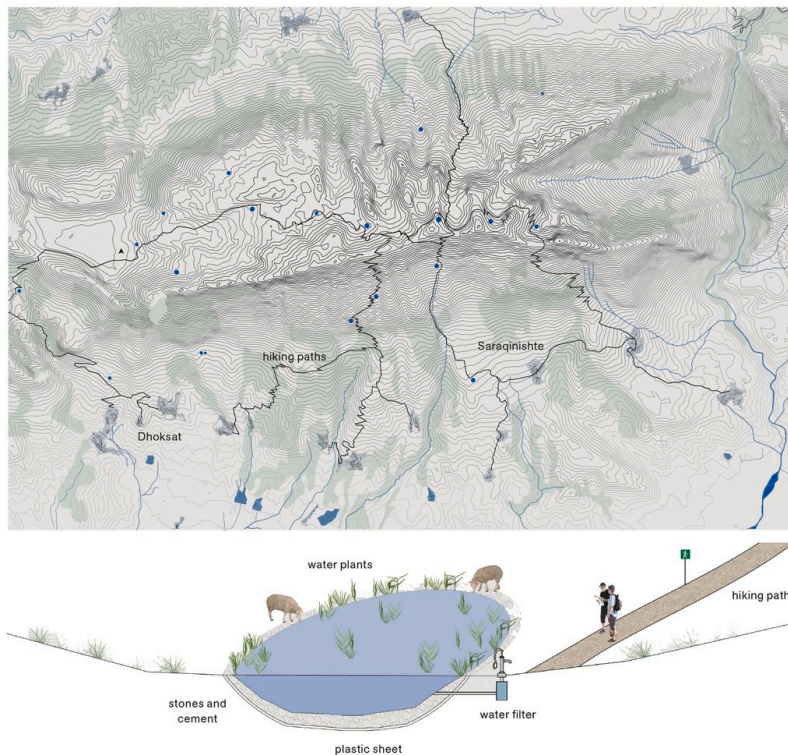 Saraqinishte
hiking paths
Dhoksat
water plants
hiking path
stones and
cement
water filter
plastic sheet